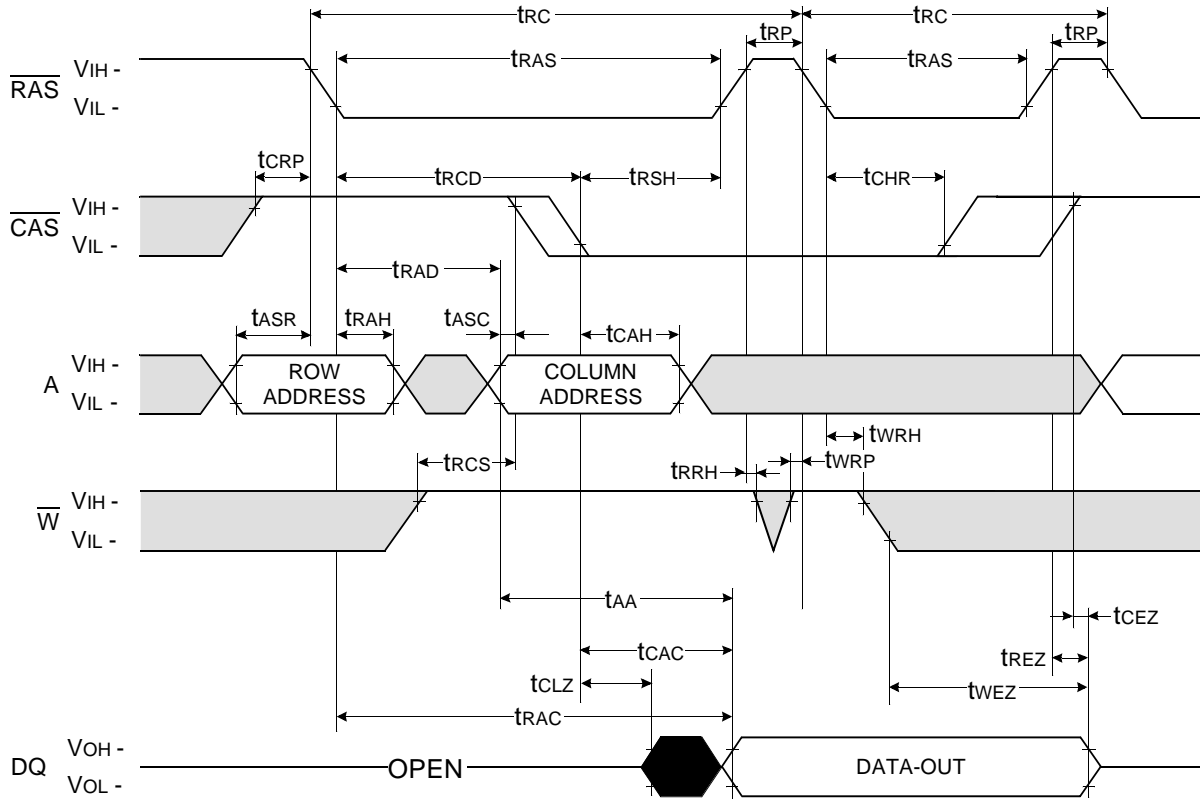 tRC tRC
tRP tRP
tRAS tRAS
RAS VIH -
VIL -
tCRP tRCD tRSH tCHR
CAS VIH -
VIL -
tRAD
tASR tRAH tASC tCAH
A VIH -
VIL -
ROW
ADDRESS
COLUMN
ADDRESS
tWRH
tRCS tRRH tWRP
W VIH -
VIL -
tAA
tCEZ
tCAC tREZ
tCLZ tWEZ
tRAC
DQ VOH -
VOL -
OPEN DATA-OUT